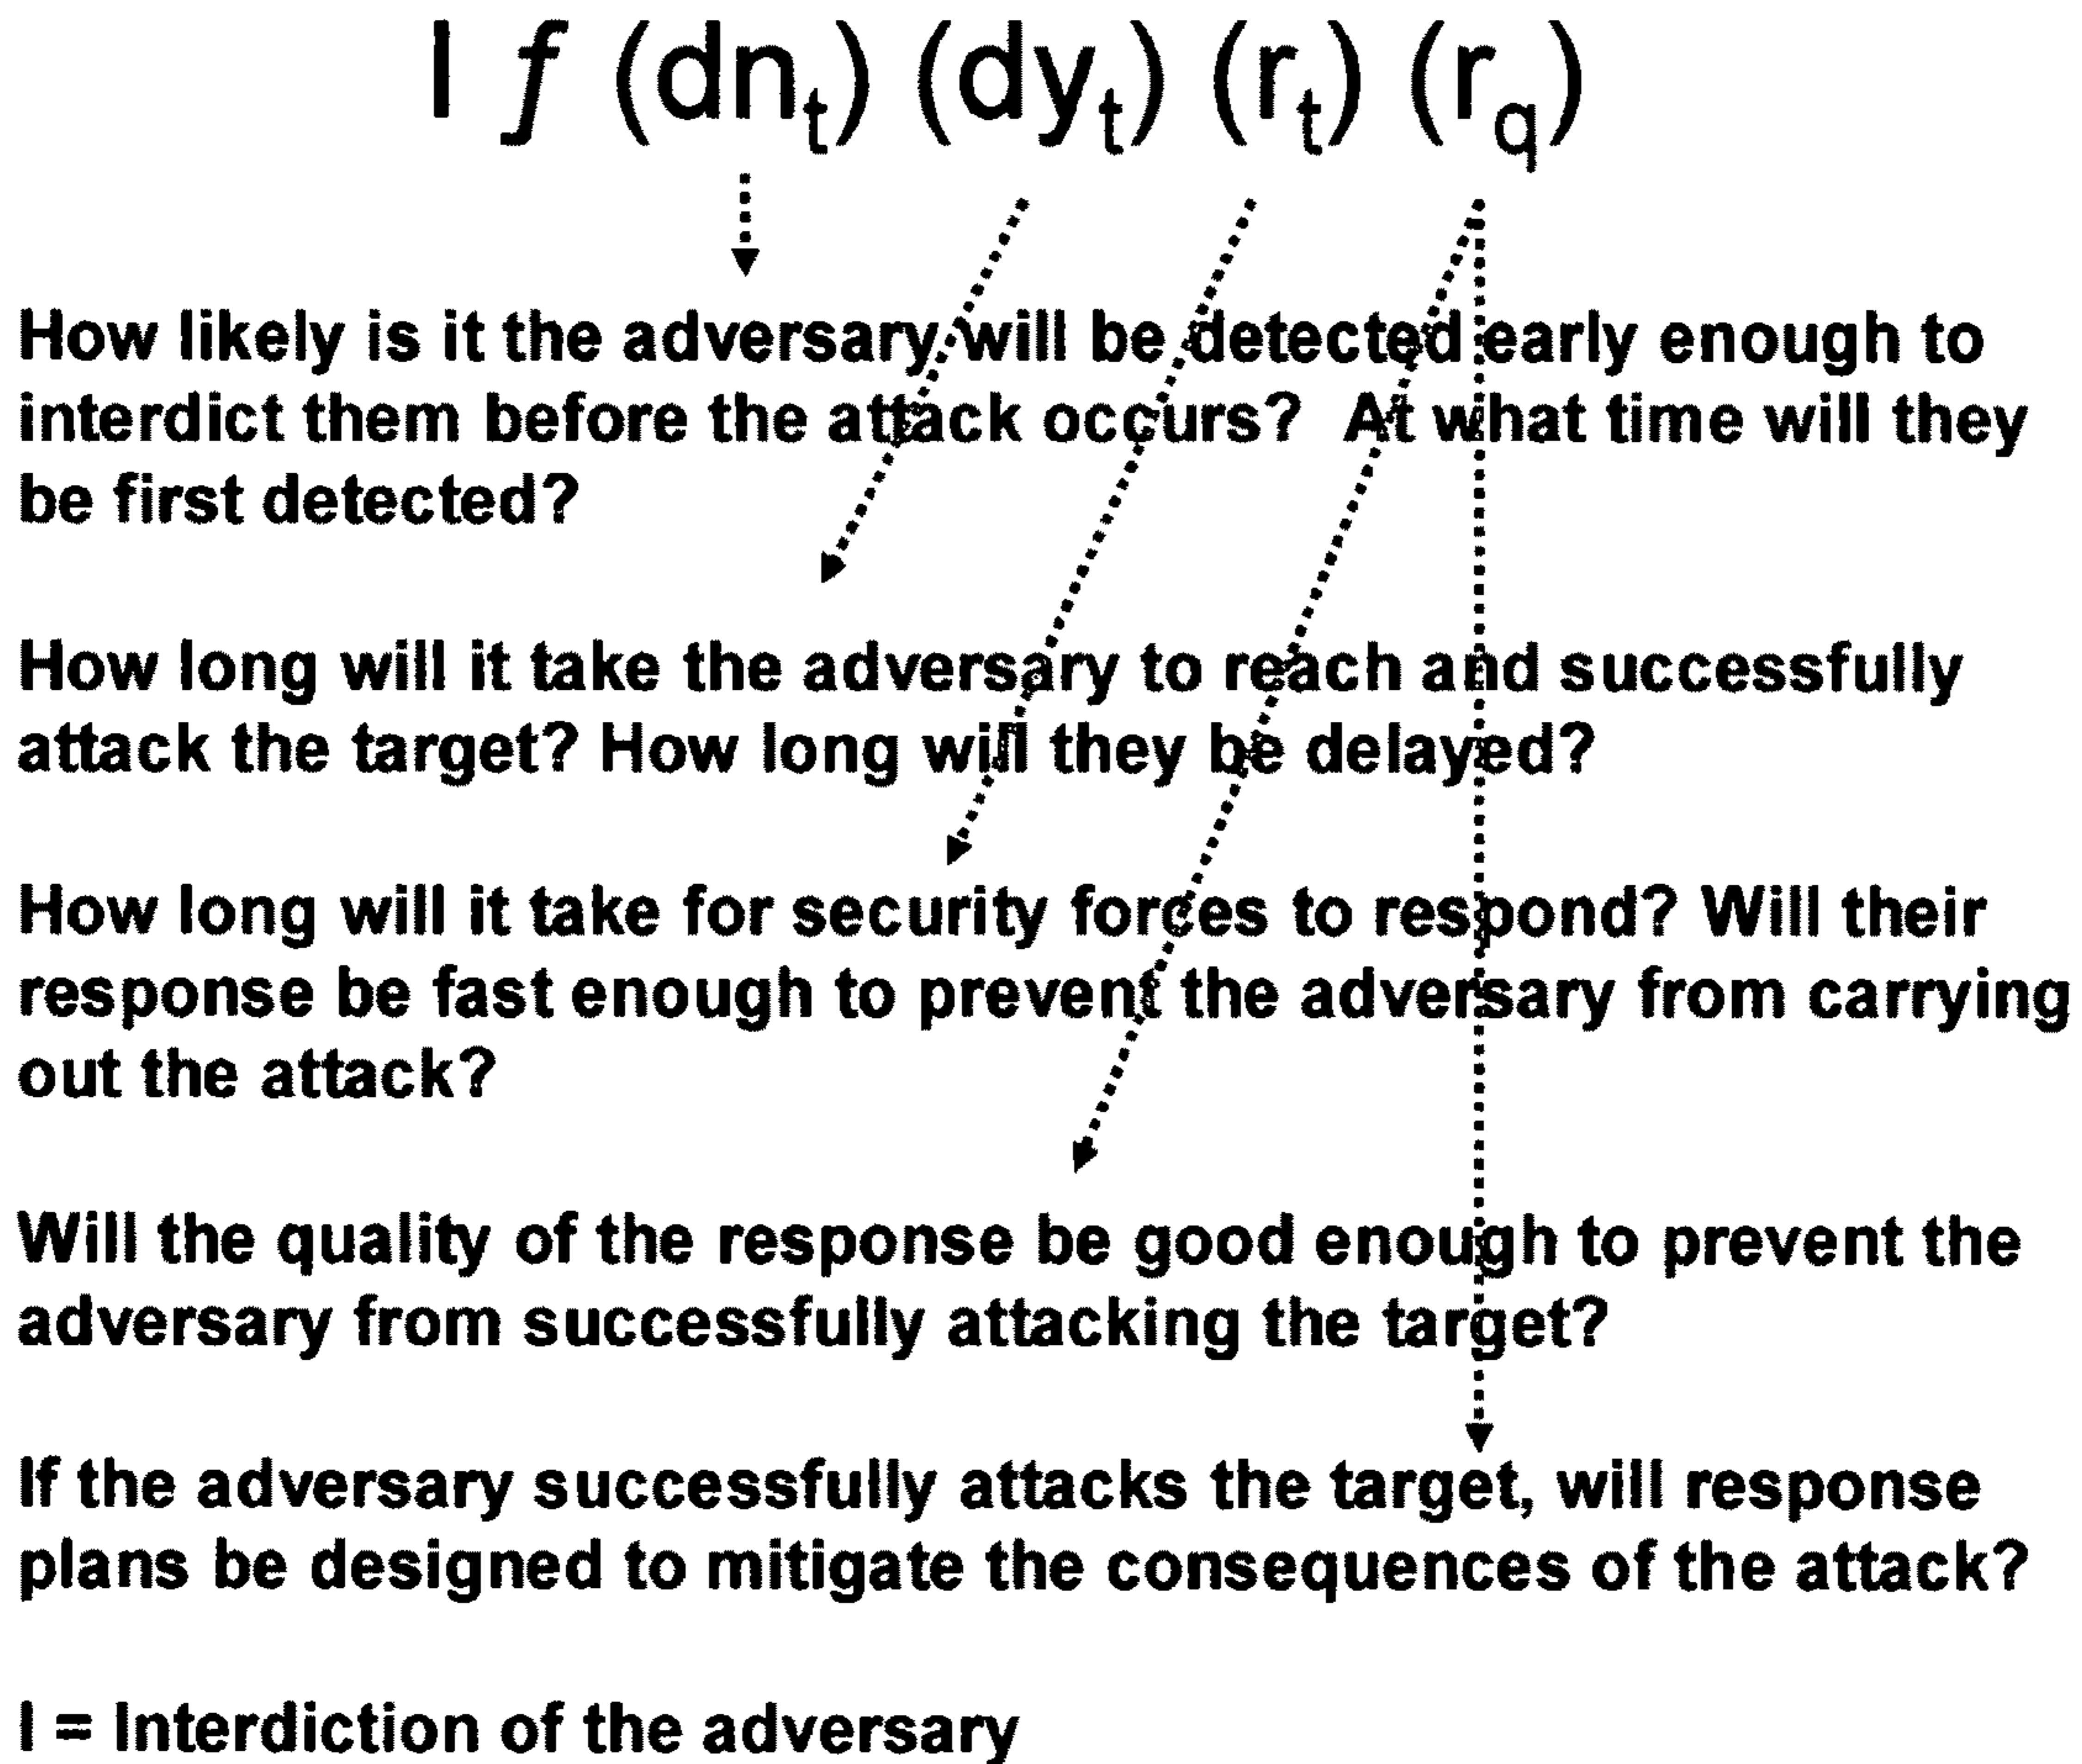 I ƒ (dnₜ) (dyₜ) (rₜ) (r_q)
How likely is it the adversary will be detected early enough to
interdict them before the attack occurs? At what time will they
be first detected?
How long will it take the adversary to reach and successfully
attack the target? How long will they be delayed?
How long will it take for security forces to respond? Will their
response be fast enough to prevent the adversary from carrying
out the attack?
Will the quality of the response be good enough to prevent the
adversary from successfully attacking the target?
If the adversary successfully attacks the target, will response
plans be designed to mitigate the consequences of the attack?
I = Interdiction of the adversary